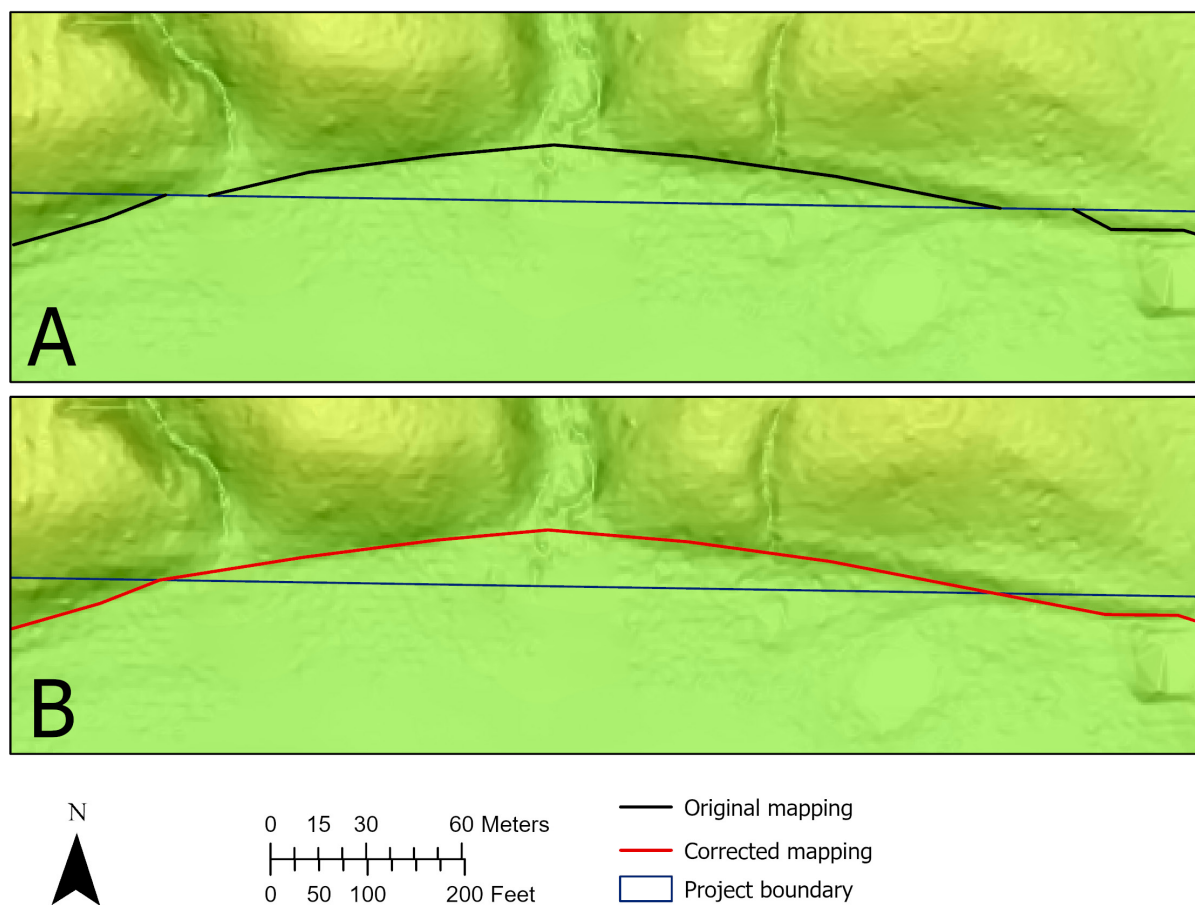 A
B
N
0 15 30 60 Meters
0 50 100 200 Feet
Original mapping
Corrected mapping
Project boundary